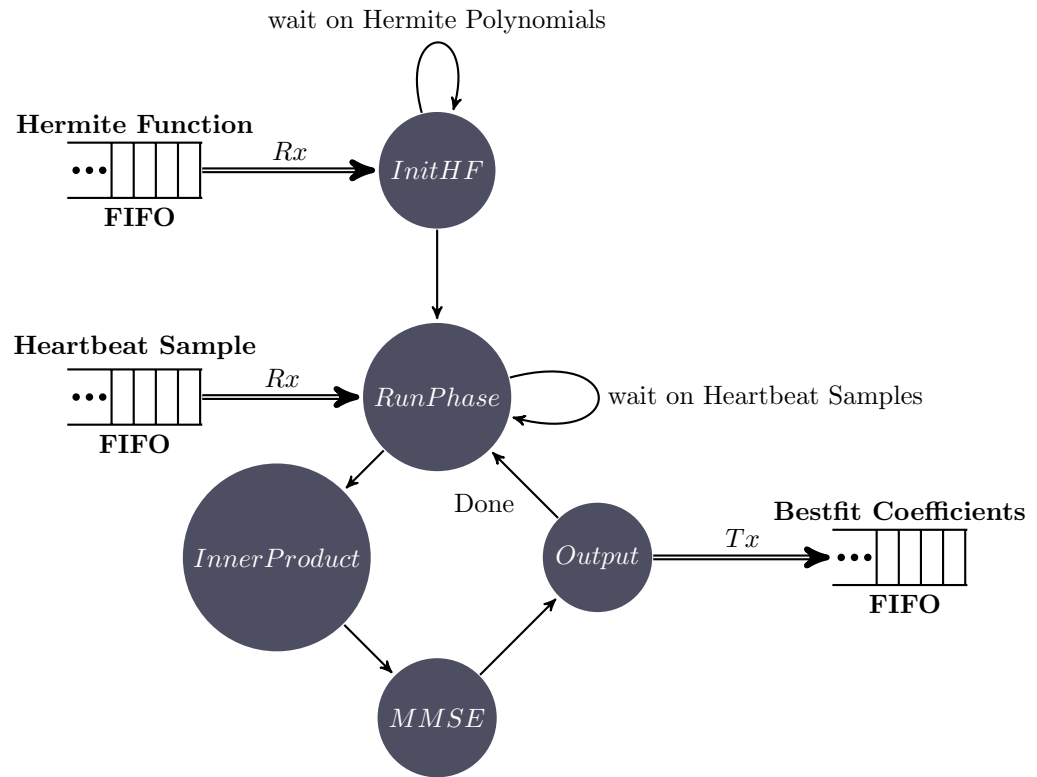 wait on Hermite Polynomials
Hermite Function
Rx
InitHF
FIFO
Heartbeat Sample
Rx
RunPhase
wait on Heartbeat Samples
FIFO
Done
Bestfit Coefficients
InnerProduct
Output
Tx
FIFO
MMSE